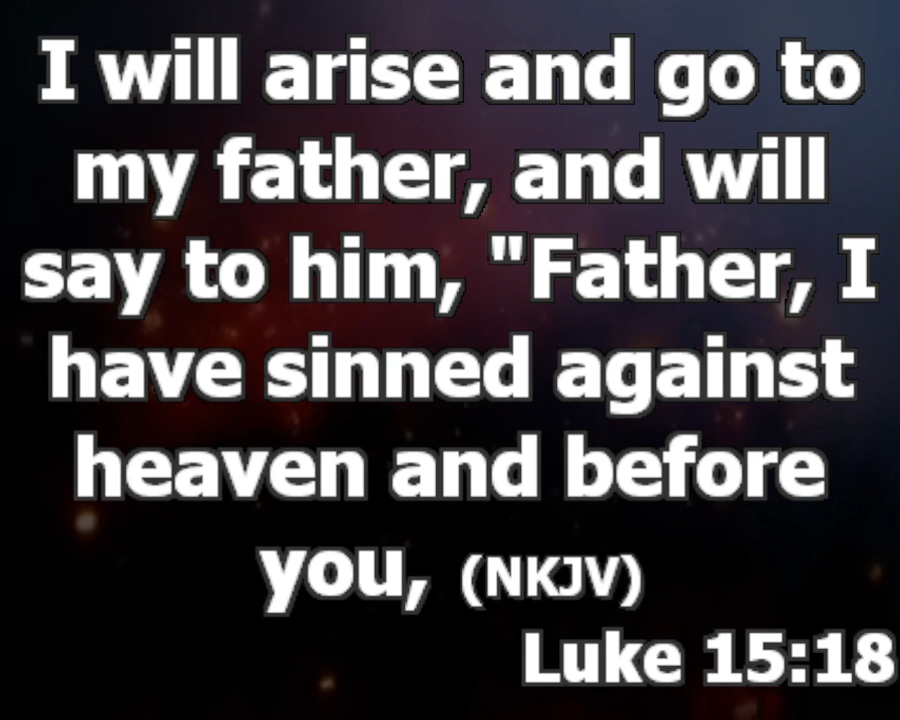 I will arise and go to
my father, and will
say to him, "Father, I
have sinned against
heaven and before
you, (NKJV)
Luke 15:18